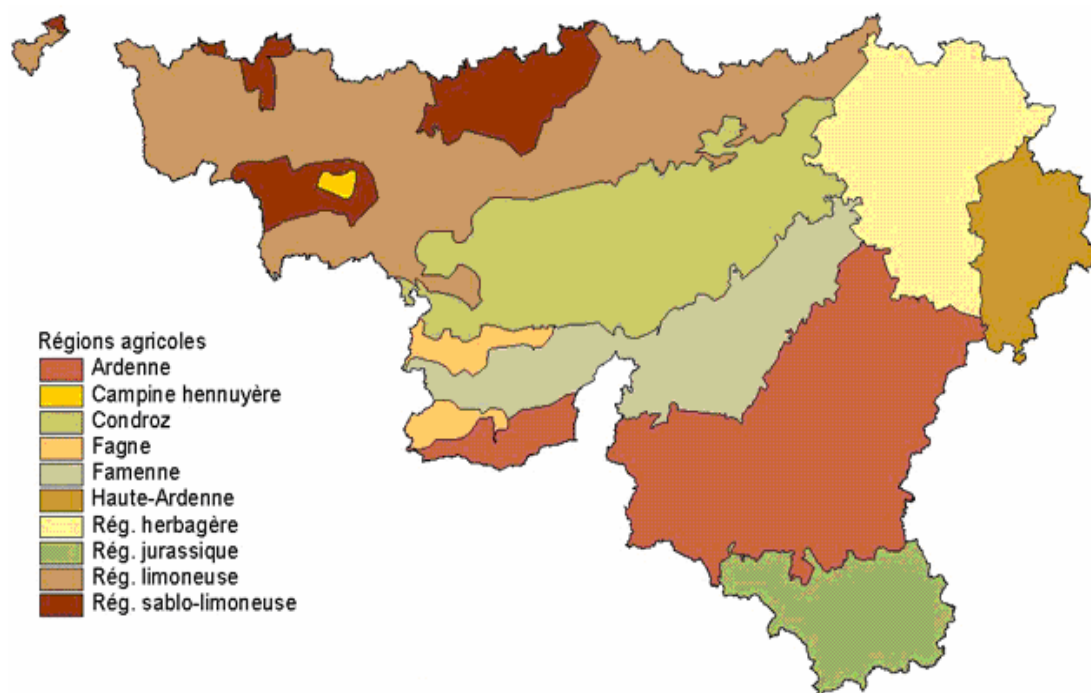 Régions agricoles
Ardenne
Campine hennuyère
Condroz
Fagne
Famenne
Haute-Ardenne
Rég. herbagère
Rég. jurassique
Rég. limoneuse
Rég. sablo-limoneuse